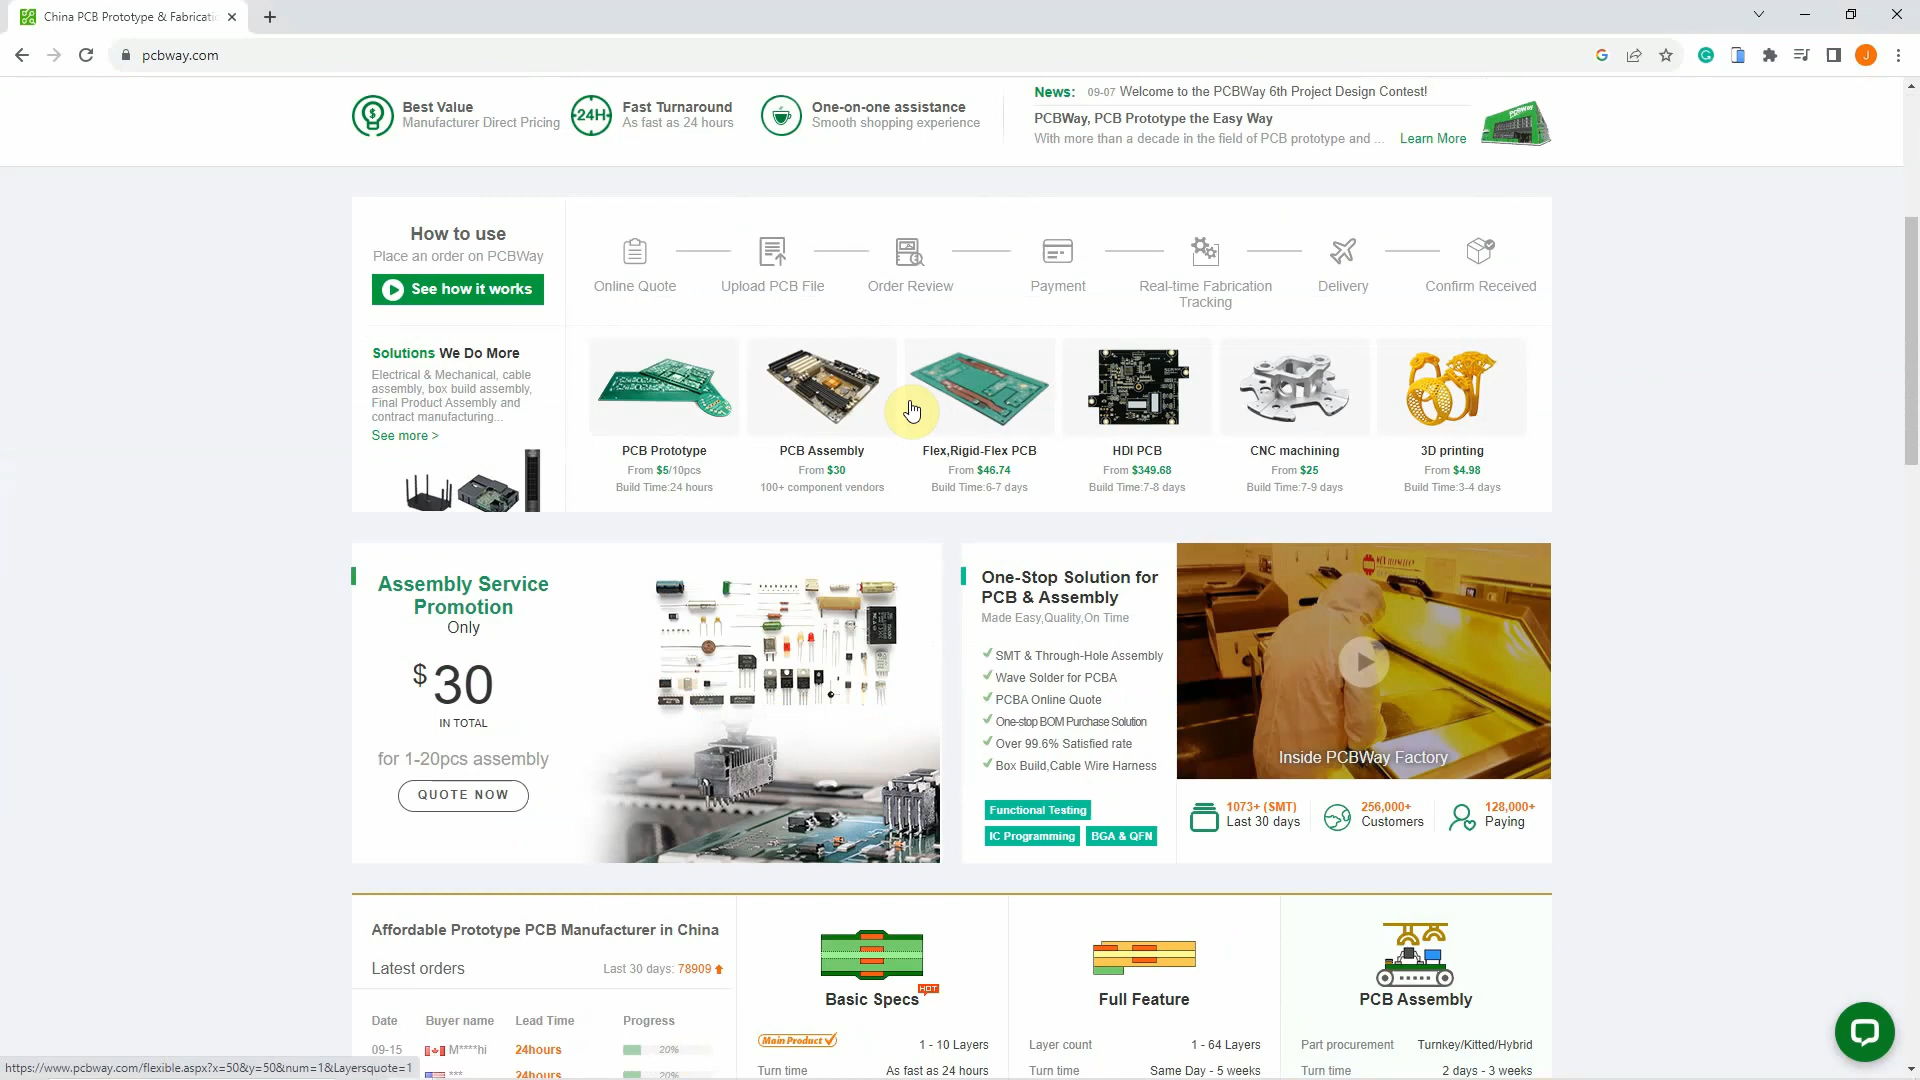 China PCB Prototype & Fabricatio
pcbway.com
J
Best Value
Manufacturer Direct Pricing
24H
Fast Turnaround
As fast as 24 hours
One-on-one assistance
Smooth shopping experience
News: 09-07 Welcome to the PCBWay 6th Project Design Contest!
PCBWay, PCB Prototype the Easy Way
With more than a decade in the field of PCB prototype and ... Learn More
How to use
Place an order on PCBWay
See how it works
Online Quote
Upload PCB File
Order Review
Payment
Real-time Fabrication
Tracking
Delivery
Confirm Received
Solutions We Do More
Electrical & Mechanical, cable
assembly, box build assembly,
Final Product Assembly and
contract manufacturing...
See more >
PCB Prototype
From $5/10pcs
Build Time:24 hours
PCB Assembly
From $30
100+ component vendors
Flex,Rigid-Flex PCB
From $46.74
Build Time:6-7 days
HDI PCB
From $349.68
Build Time:7-8 days
CNC machining
From $25
Build Time:7-9 days
3D printing
From $4.98
Build Time:3-4 days
Assembly Service
Promotion
Only
$30
IN TOTAL
for 1-20pcs assembly
QUOTE NOW
One-Stop Solution for
PCB & Assembly
Made Easy,Quality,On Time
SMT & Through-Hole Assembly
Wave Solder for PCBA
PCBA Online Quote
One-stop BOM Purchase Solution
Over 99.6% Satisfied rate
Box Build,Cable Wire Harness
Functional Testing
IC Programming
BGA & QFN
Inside PCBWay Factory
1073+ (SMT)
Last 30 days
256,000+
Customers
128,000+
Paying
Affordable Prototype PCB Manufacturer in China
Latest orders
Last 30 days: 78909
Date Buyer name Lead Time Progress
09-15 M****hi 24hours 20%
*** 24hours 20%
Basic Specs
HOT
Main Product
1 - 10 Layers
Turn time As fast as 24 hours
Full Feature
Layer count 1 - 64 Layers
Turn time Same Day - 5 weeks
PCB Assembly
Part procurement Turnkey/Kitted/Hybrid
Turn time 2 days - 3 weeks
https://www.pcbway.com/flexible.aspx?x=50&y=50&num=1&Layersquote=1